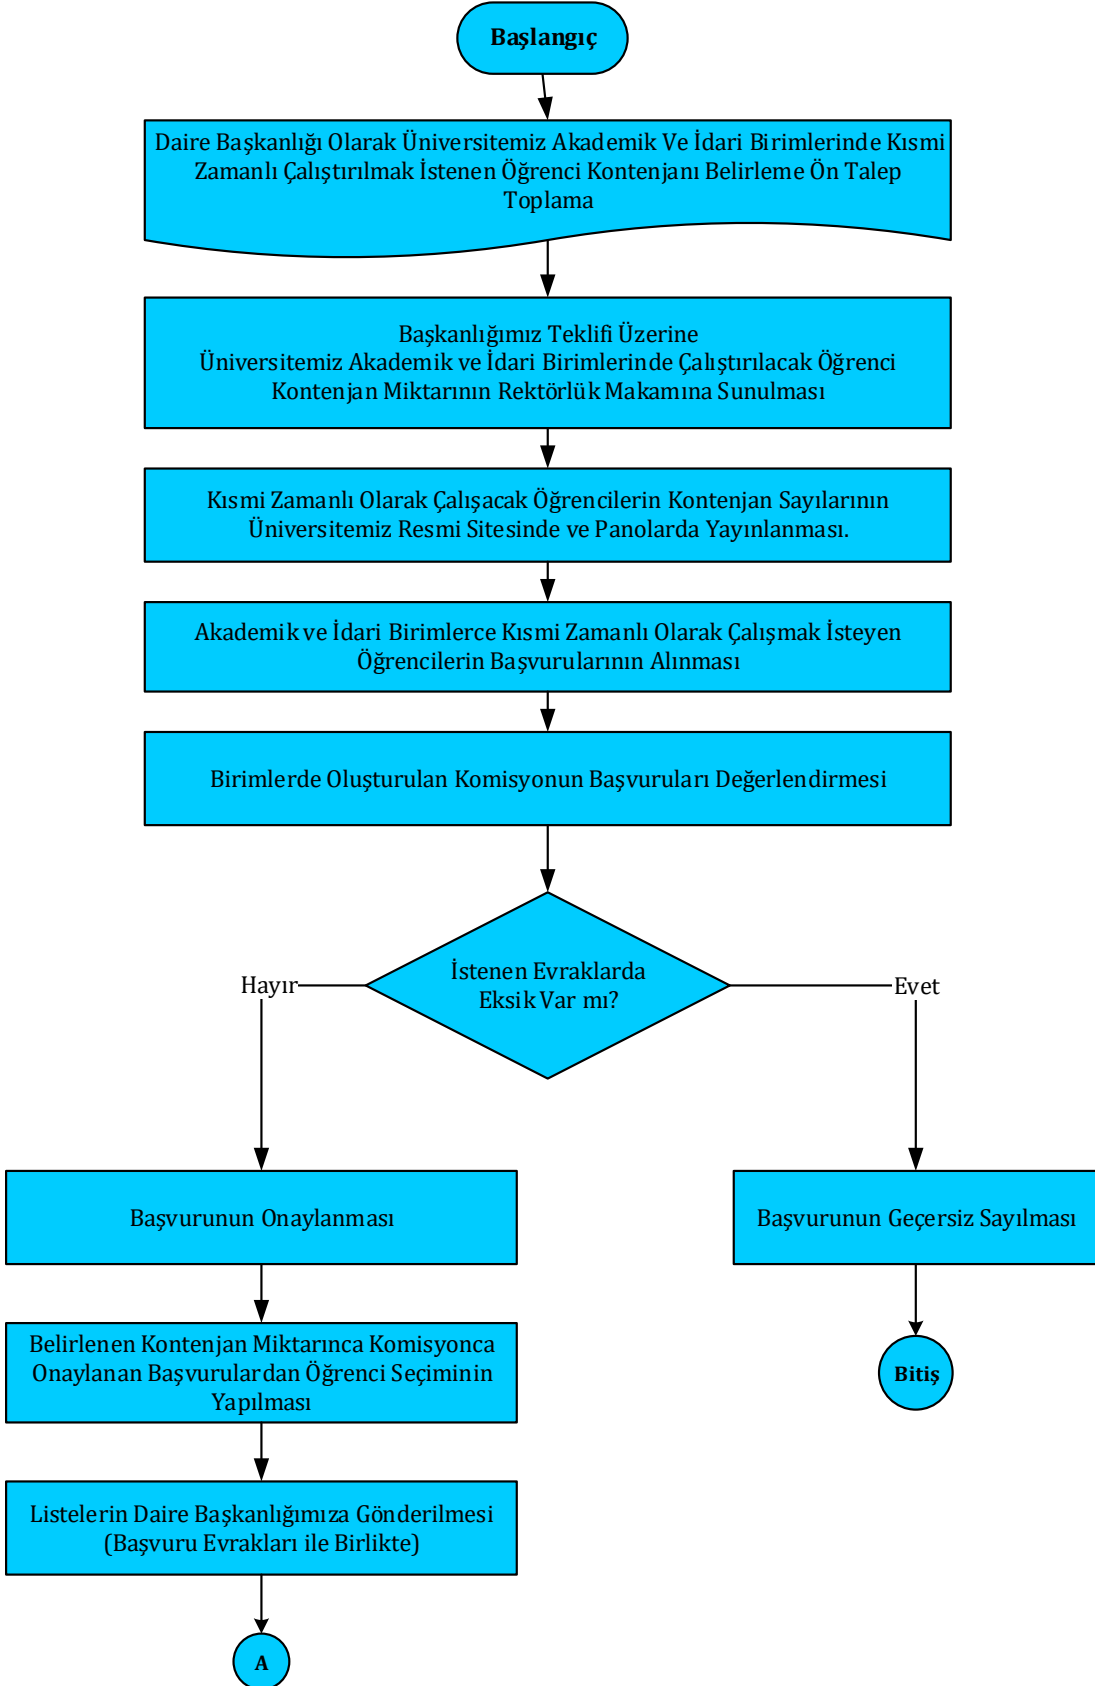 Başlangıç
Daire Başkanlığı Olarak Üniversitemiz Akademik Ve İdari Birimlerinde Kısmi
Zamanlı Çalıştırılmak İstenen Öğrenci Kontenjanı Belirleme Ön Talep
Toplama
Başkanlığımız Teklifi Üzerine
Üniversitemiz Akademik ve İdari Birimlerinde Çalıştırılacak Öğrenci
Kontenjan Miktarının Rektörlük Makamına Sunulması
Kısmi Zamanlı Olarak Çalışacak Öğrencilerin Kontenjan Sayılarının
Üniversitemiz Resmi Sitesinde ve Panolarda Yayınlanması.
Akademik ve İdari Birimlerce Kısmi Zamanlı Olarak Çalışmak İsteyen
Öğrencilerin Başvurularının Alınması
Birimlerde Oluşturulan Komisyonun Başvuruları Değerlendirmesi
İstenen Evraklarda
Eksik Var mı?
Hayır
Evet
Başvurunun Onaylanması
Başvurunun Geçersiz Sayılması
Belirlenen Kontenjan Miktarınca Komisyonca
Onaylanan Başvurulardan Öğrenci Seçiminin
Yapılması
Bitiş
Listelerin Daire Başkanlığımıza Gönderilmesi
(Başvuru Evrakları ile Birlikte)
A